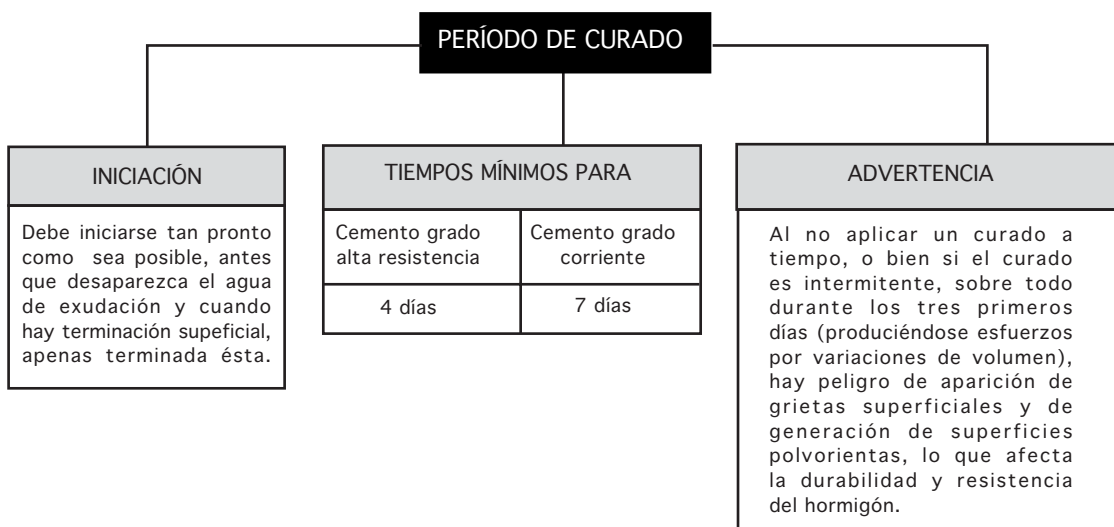 PERÍODO DE CURADO
INICIACIÓN
Debe iniciarse tan pronto
como sea posible, antes
que desaparezca el agua
de exudación y cuando
hay terminación supeficial,
apenas terminada ésta.
TIEMPOS MÍNIMOS PARA
Cemento grado
alta resistencia
Cemento grado
corriente
4 días
7 días
ADVERTENCIA
Al no aplicar un curado a
tiempo, o bien si el curado
es intermitente, sobre todo
durante los tres primeros
días (produciéndose esfuerzos
por variaciones de volumen),
hay peligro de aparición de
grietas superficiales y de
generación de superficies
polvorientas, lo que afecta
la durabilidad y resistencia
del hormigón.